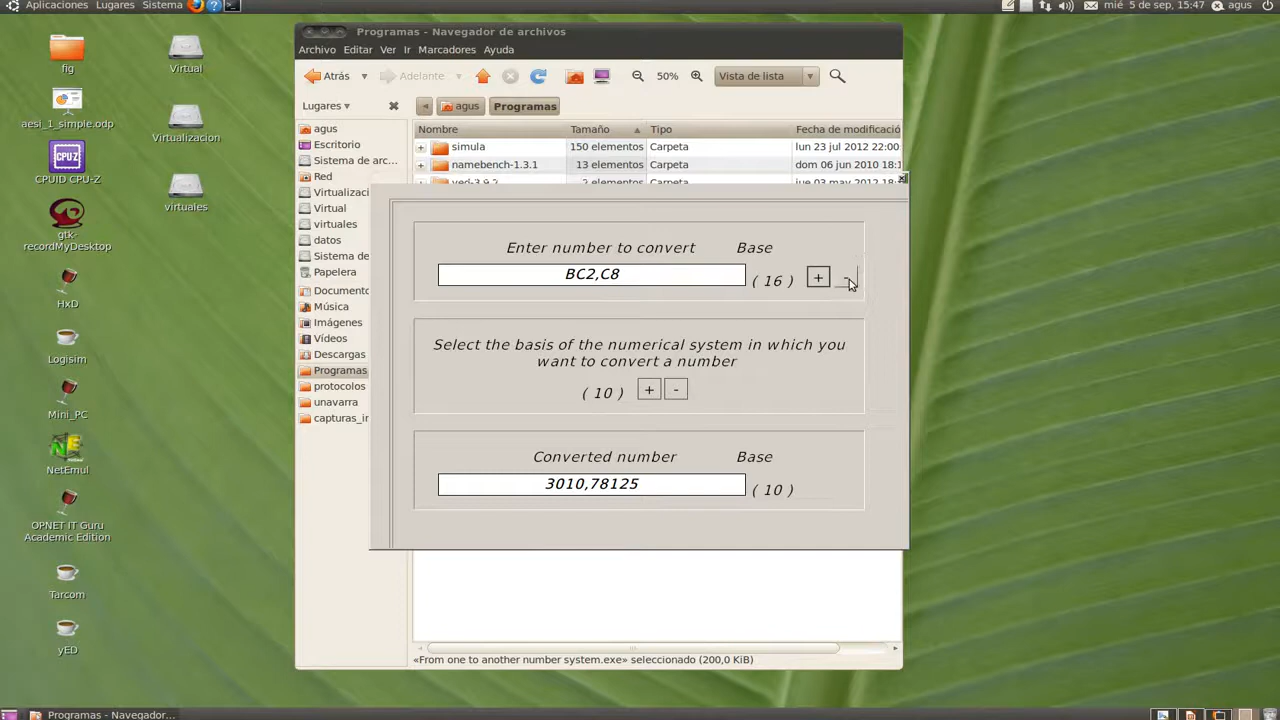 Aplicaciones Lugares Sistema
mié 5 de sep, 15:47 agus
fig
Virtual
aesi_1_simple.odp
Virtualizacion
CPU-Z
CPUID CPU-Z
virtuales
gtk-
recordMyDesktop
HxD
Logisim
Mini_PC
NetEmul
OPNET IT Guru
Academic Edition
Tarcom
yED
Programas - Navegador de archivos
Archivo Editar Ver Ir Marcadores Ayuda
Atrás Adelante 50% Vista de lista
Lugares agus Programas
Nombre Tamaño Tipo Fecha de modificació
simula 150 elementos Carpeta lun 23 jul 2012 22:00
namebench-1.3.1 13 elementos Carpeta dom 06 jun 2010 18:1
agus
Escritorio
Sistema de arc...
Red
Virtualizaci
Virtual
virtuales
datos
Sistema de
Papelera
Documento
Música
Imágenes
Vídeos
Descargas
Programas
protocolos
unavarra
capturas_ir
Enter number to convert Base
BC2,C8 ( 16 ) + -
Select the basis of the numerical system in which you
want to convert a number
( 10 ) + -
Converted number Base
3010,78125 ( 10 )
«From one to another number system.exe» seleccionado (200,0 KiB)
Programas - Navegador...